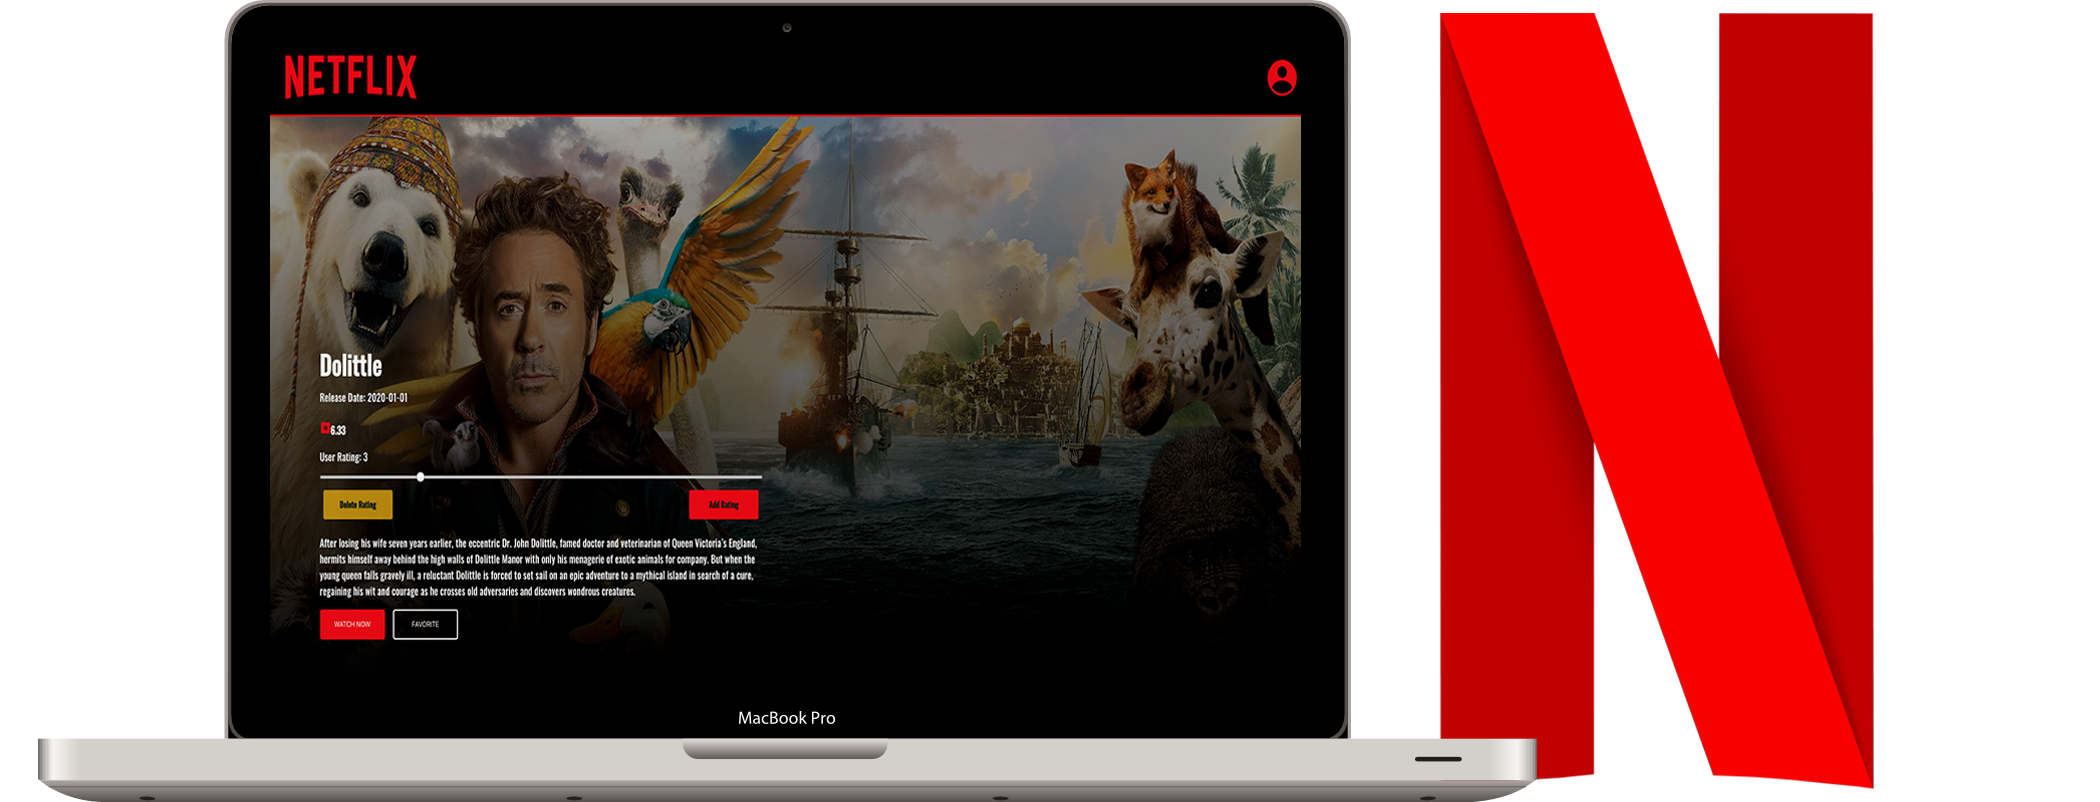 NETFLIX
Dolittle
Release Date: 2020-01-01
6.33
User Rating: 3
Delete Rating
Add Rating
After losing his wife seven years earlier, the eccentric Dr. John Dolittle, famed doctor and veterinarian of Queen Victoria's England,
hermits himself away behind the high walls of Dolittle Manor with only his menagerie of exotic animals for company. But when the
young queen falls gravely ill, a reluctant Dolittle is forced to set sail on an epic adventure to a mythical island in search of a cure,
regaining his wit and courage as he crosses old adversaries and discovers wondrous creatures.
WATCH NOW
FAVORITE
MacBook Pro
N